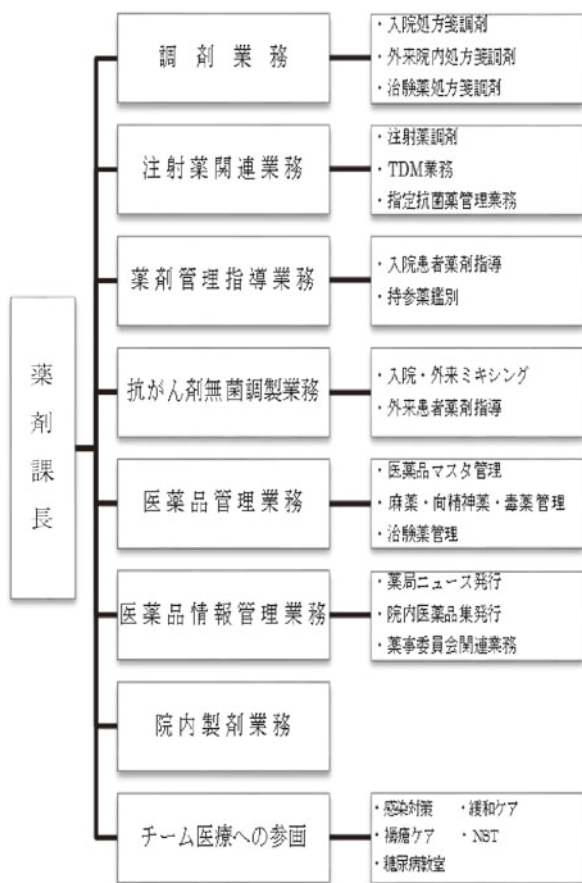 薬剤課長
調剤業務
・入院処方箋調剤
・外来院内処方箋調剤
・治験薬処方箋調剤
注射薬関連業務
・注射薬調剤
・TDM業務
・指定抗菌薬管理業務
薬剤管理指導業務
・入院患者薬剤指導
・持参薬鑑別
抗がん剤無菌調製業務
・入院・外来ミキシング
・外来患者薬剤指導
医薬品管理業務
・医薬品マスタ管理
・麻薬・向精神薬・毒薬管理
・治験薬管理
医薬品情報管理業務
・薬局ニュース発行
・院内医薬品集発行
・薬事委員会関連業務
院内製剤業務
チーム医療への参画
・感染対策 ・緩和ケア
・褥瘡ケア ・NST
・糖尿病教室